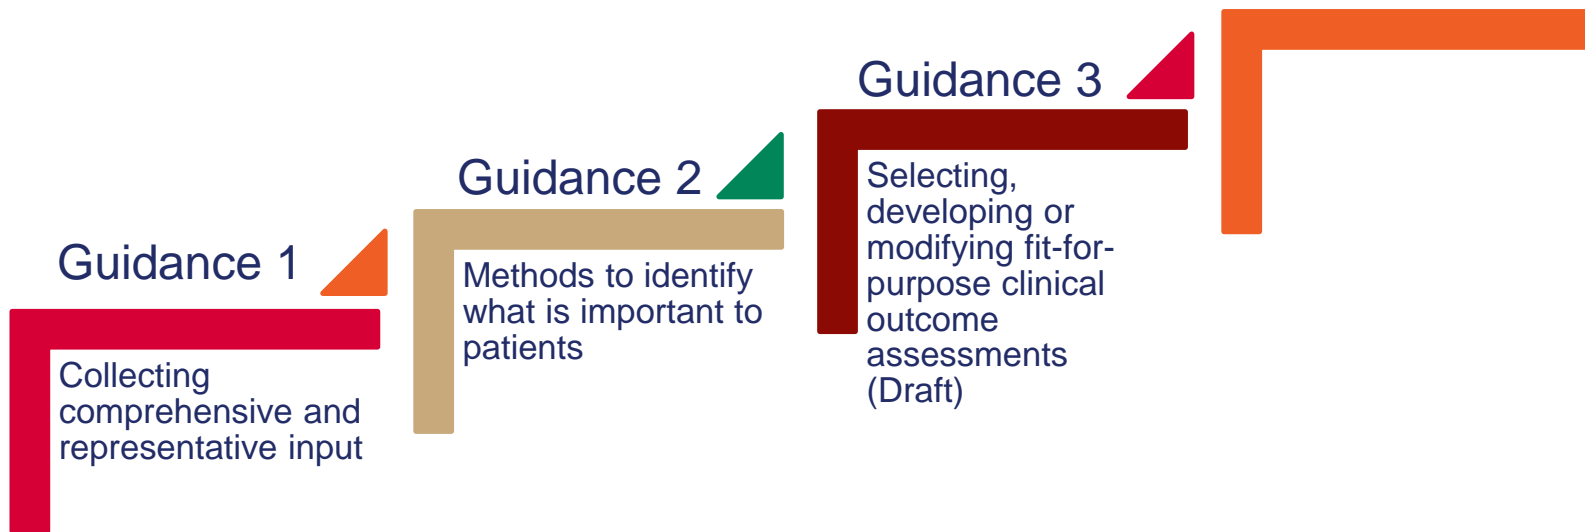 Guidance 1
Collecting
comprehensive and
representative input
Guidance 2
Methods to identify
what is important to
patients
Guidance 3
Selecting,
developing or
modifying fit-for-
purpose clinical
outcome
assessments
(Draft)